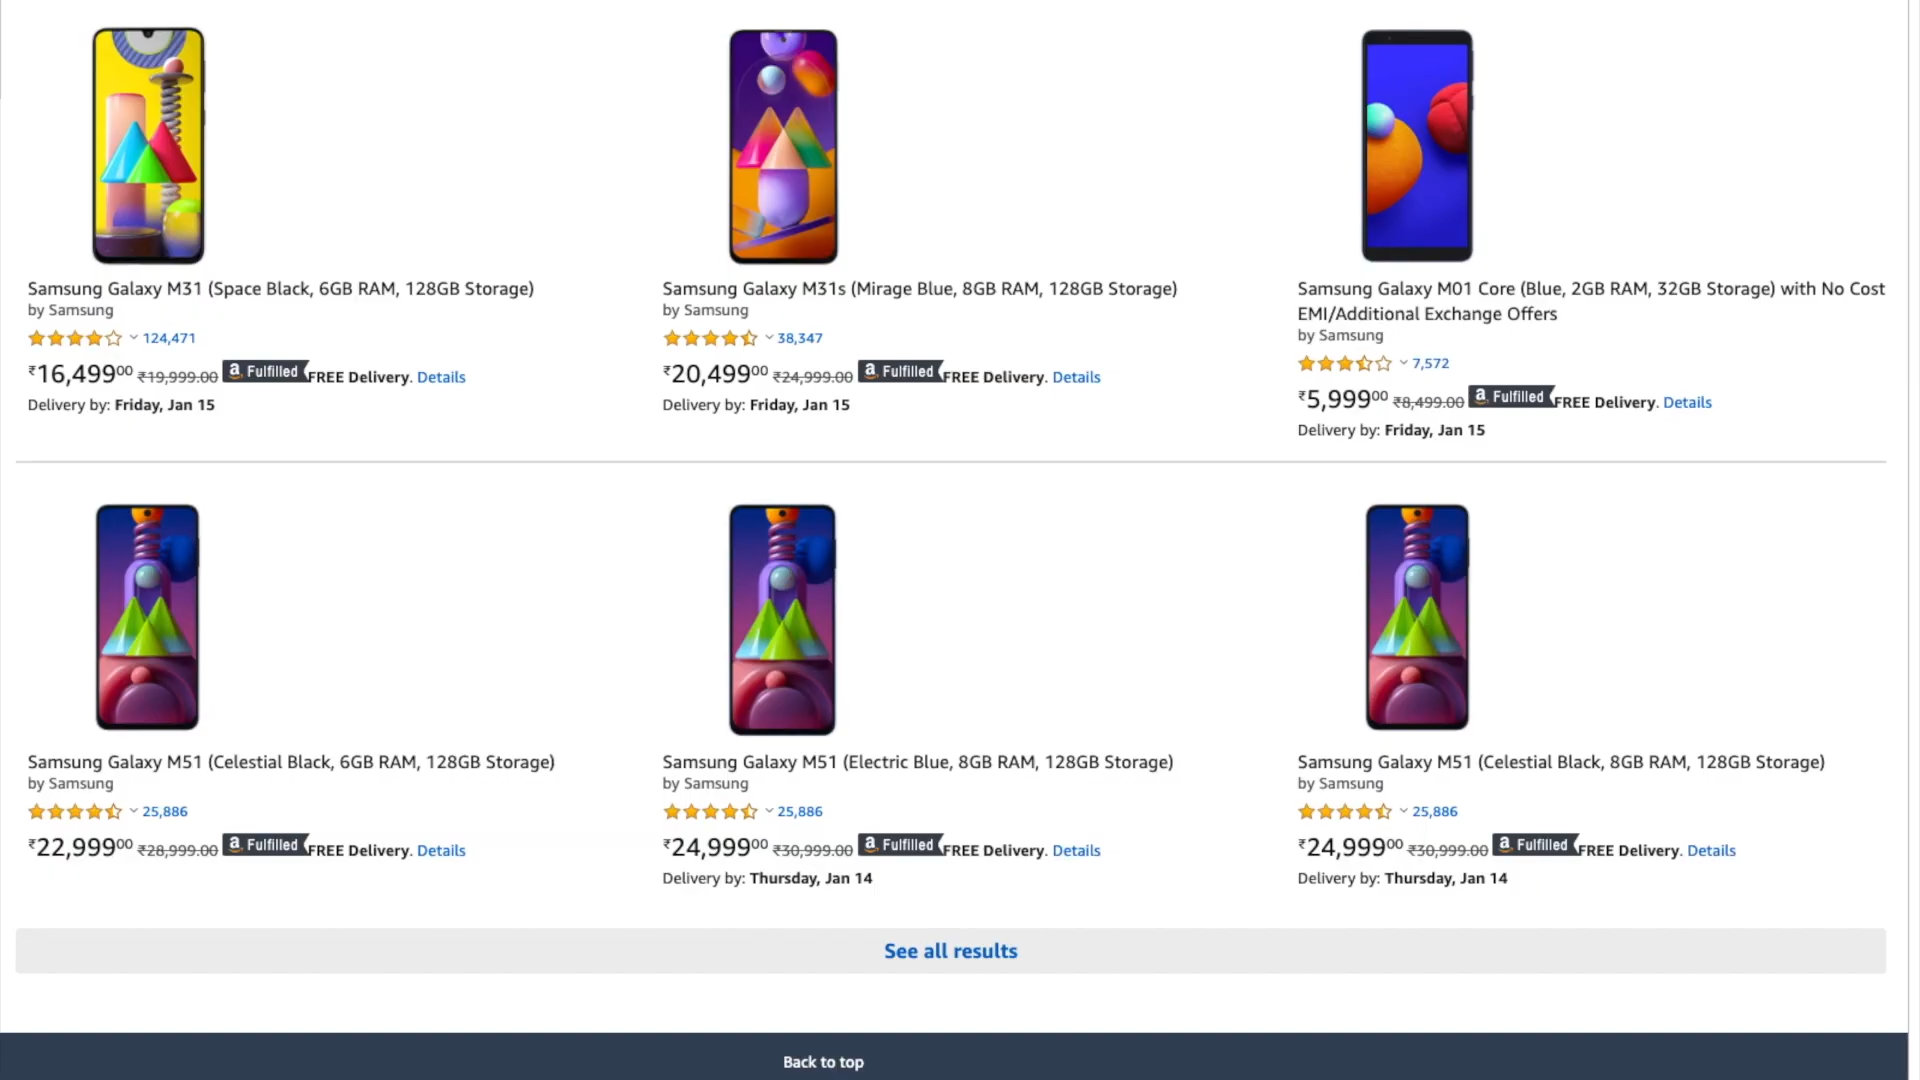 Samsung Galaxy M31 (Space Black, 6GB RAM, 128GB Storage)
by Samsung
124,471
₹16,49900 ₹19,999.00 a Fulfilled FREE Delivery. Details
Delivery by: Friday, Jan 15
Samsung Galaxy M31s (Mirage Blue, 8GB RAM, 128GB Storage)
by Samsung
38,347
₹20,49900 ₹24,999.00 a Fulfilled FREE Delivery. Details
Delivery by: Friday, Jan 15
Samsung Galaxy M01 Core (Blue, 2GB RAM, 32GB Storage) with No Cost
EMI/Additional Exchange Offers
by Samsung
7,572
₹5,99900 ₹8,499.00 a Fulfilled FREE Delivery. Details
Delivery by: Friday, Jan 15
Samsung Galaxy M51 (Celestial Black, 6GB RAM, 128GB Storage)
by Samsung
25,886
₹22,99900 ₹28,999.00 a Fulfilled FREE Delivery. Details
Samsung Galaxy M51 (Electric Blue, 8GB RAM, 128GB Storage)
by Samsung
25,886
₹24,99900 ₹30,999.00 a Fulfilled FREE Delivery. Details
Delivery by: Thursday, Jan 14
Samsung Galaxy M51 (Celestial Black, 8GB RAM, 128GB Storage)
by Samsung
25,886
₹24,99900 ₹30,999.00 a Fulfilled FREE Delivery. Details
Delivery by: Thursday, Jan 14
See all results
Back to top